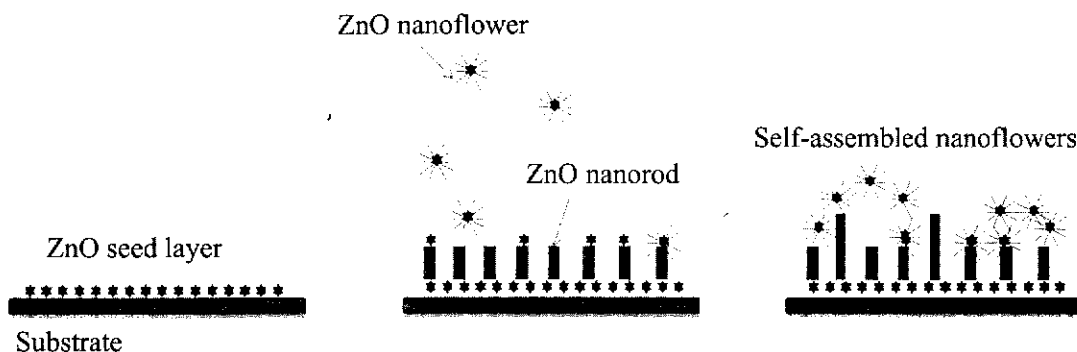 ZnO nanoflower
Self-assembled nanoflowers
ZnO nanorod
ZnO seed layer
Substrate